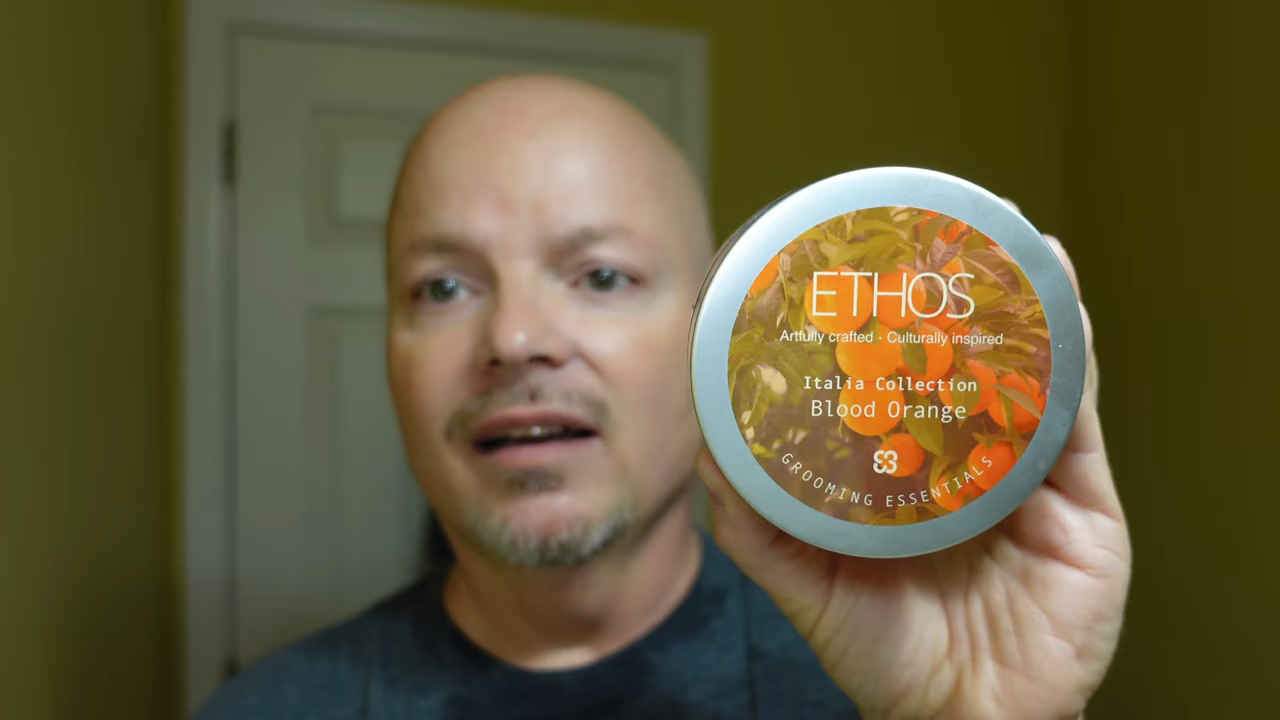 ETHOS
Artfully crafted · Culturally inspired
Italia Collection
Blood Orange
GROOMING ESSENTIALS